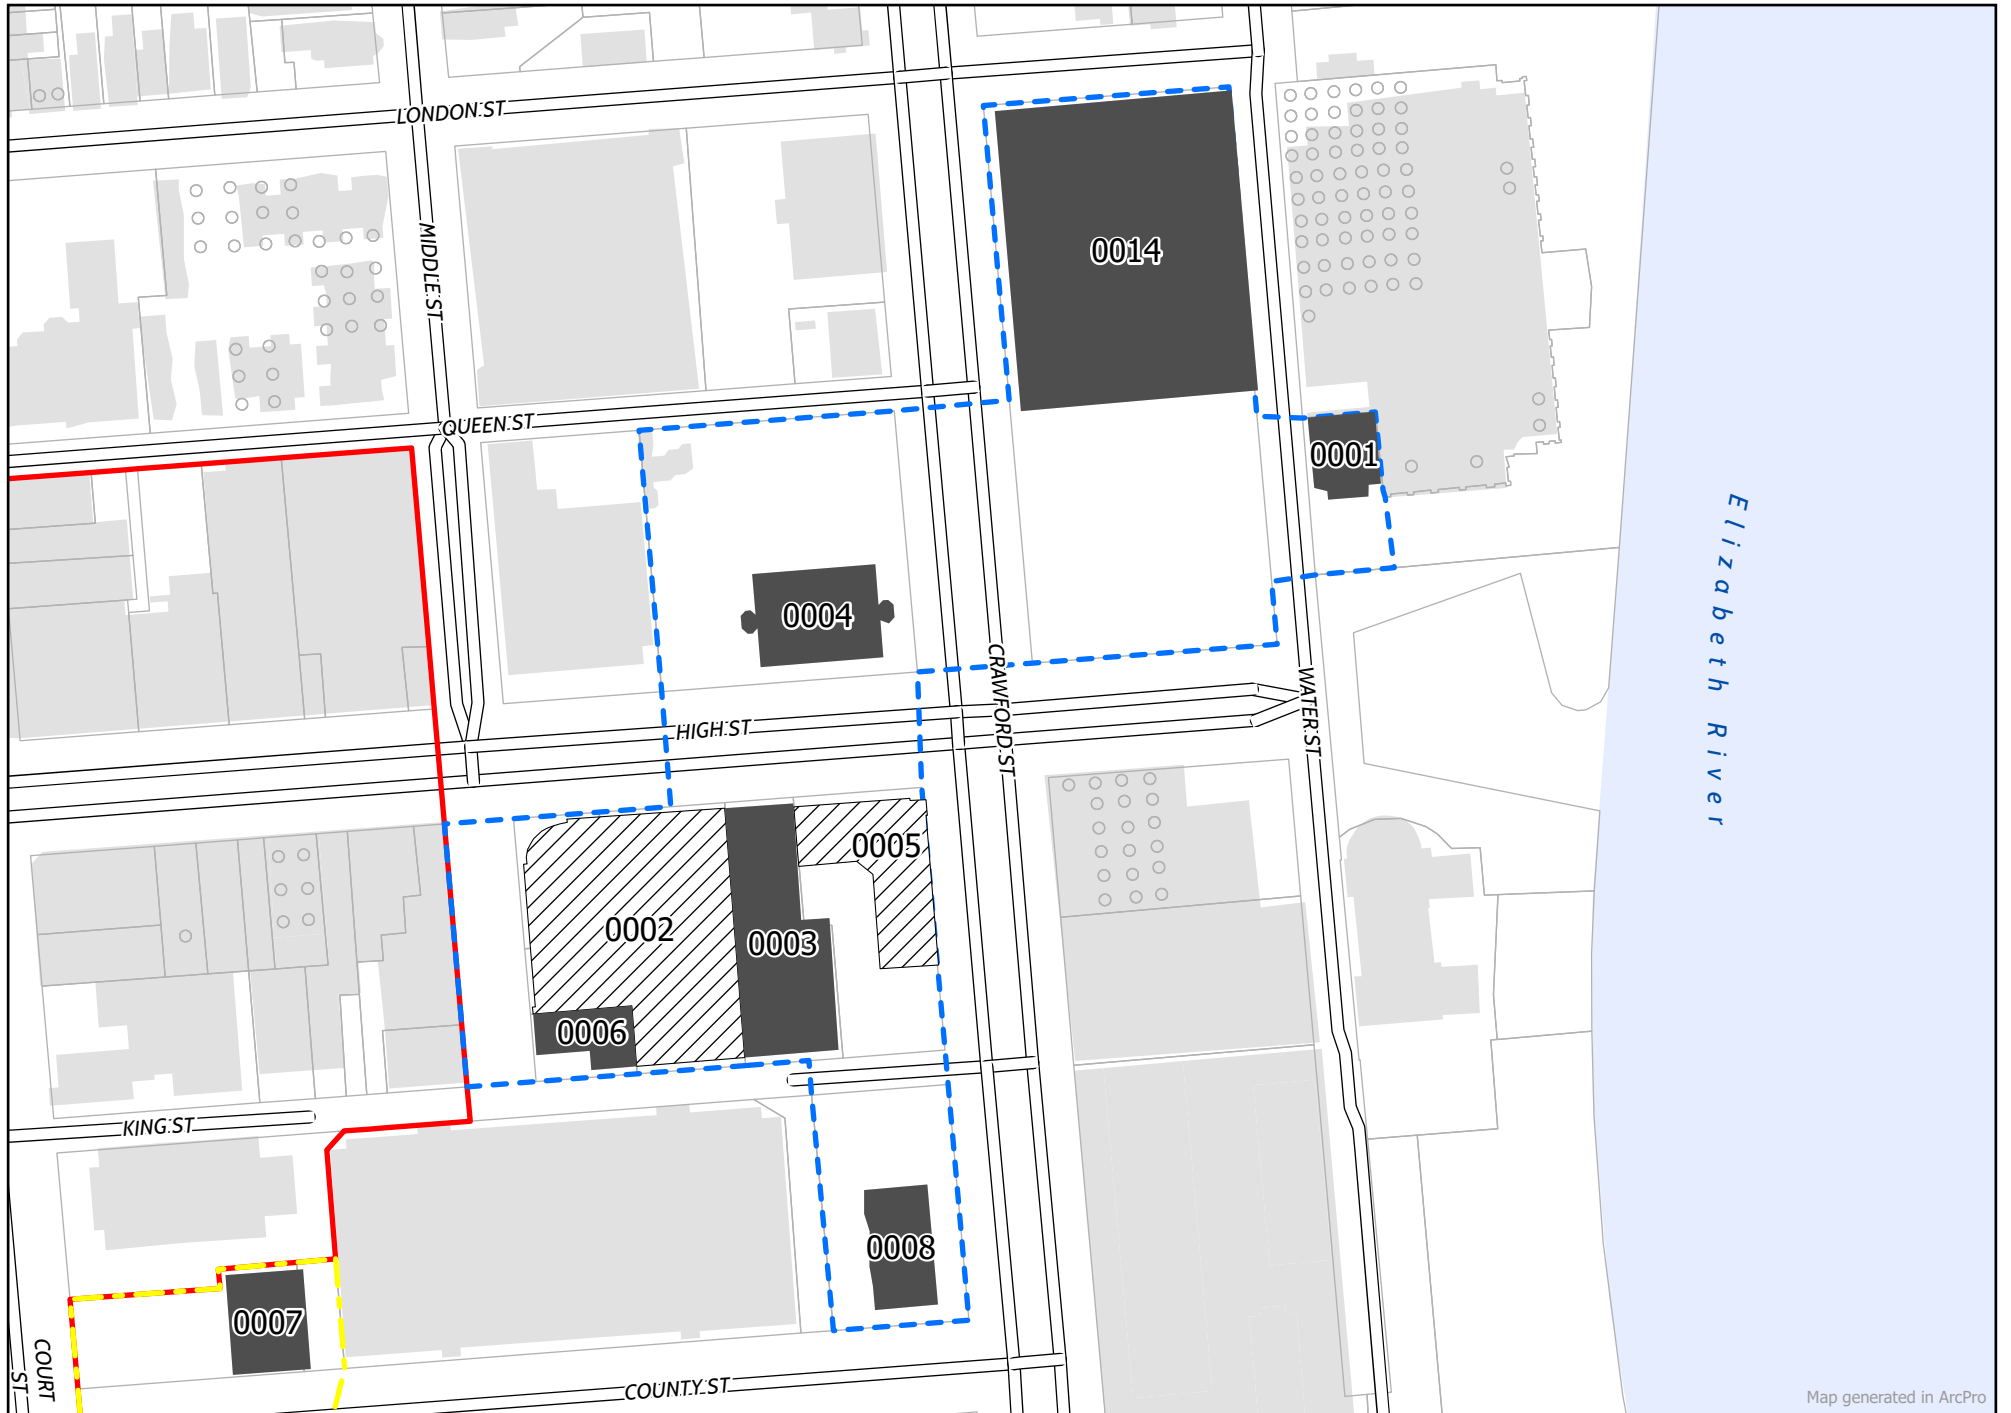 LONDON ST
MIDDLE ST
0014
QUEEN ST
0001
Elizabeth River
0004
CRAWFORD ST
WATER ST
HIGH ST
0005
0002
0003
0006
KING ST
0008
0007
COURT
ST
COUNTY ST
Map generated in ArcPro